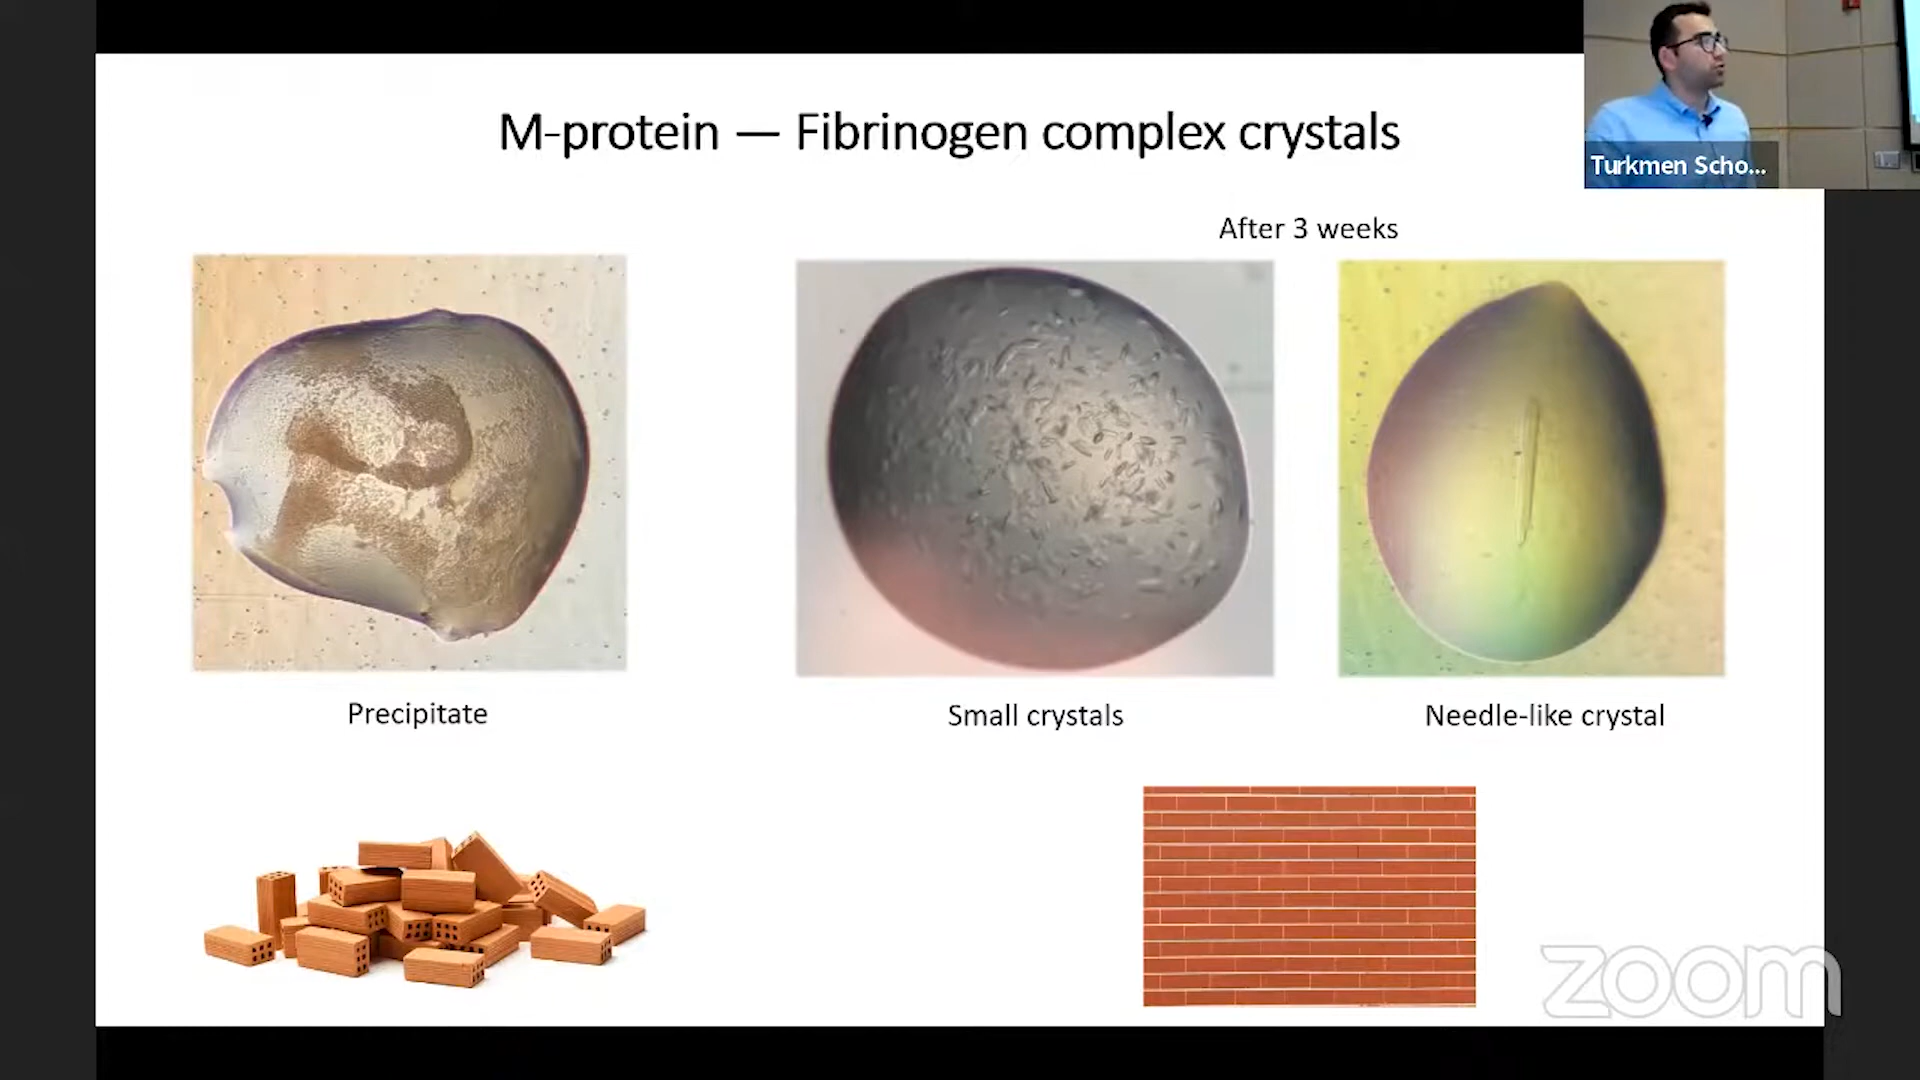 M-protein — Fibrinogen complex crystals
Turkmen Scho...
After 3 weeks
Precipitate
Small crystals
Needle-like crystal
zoom